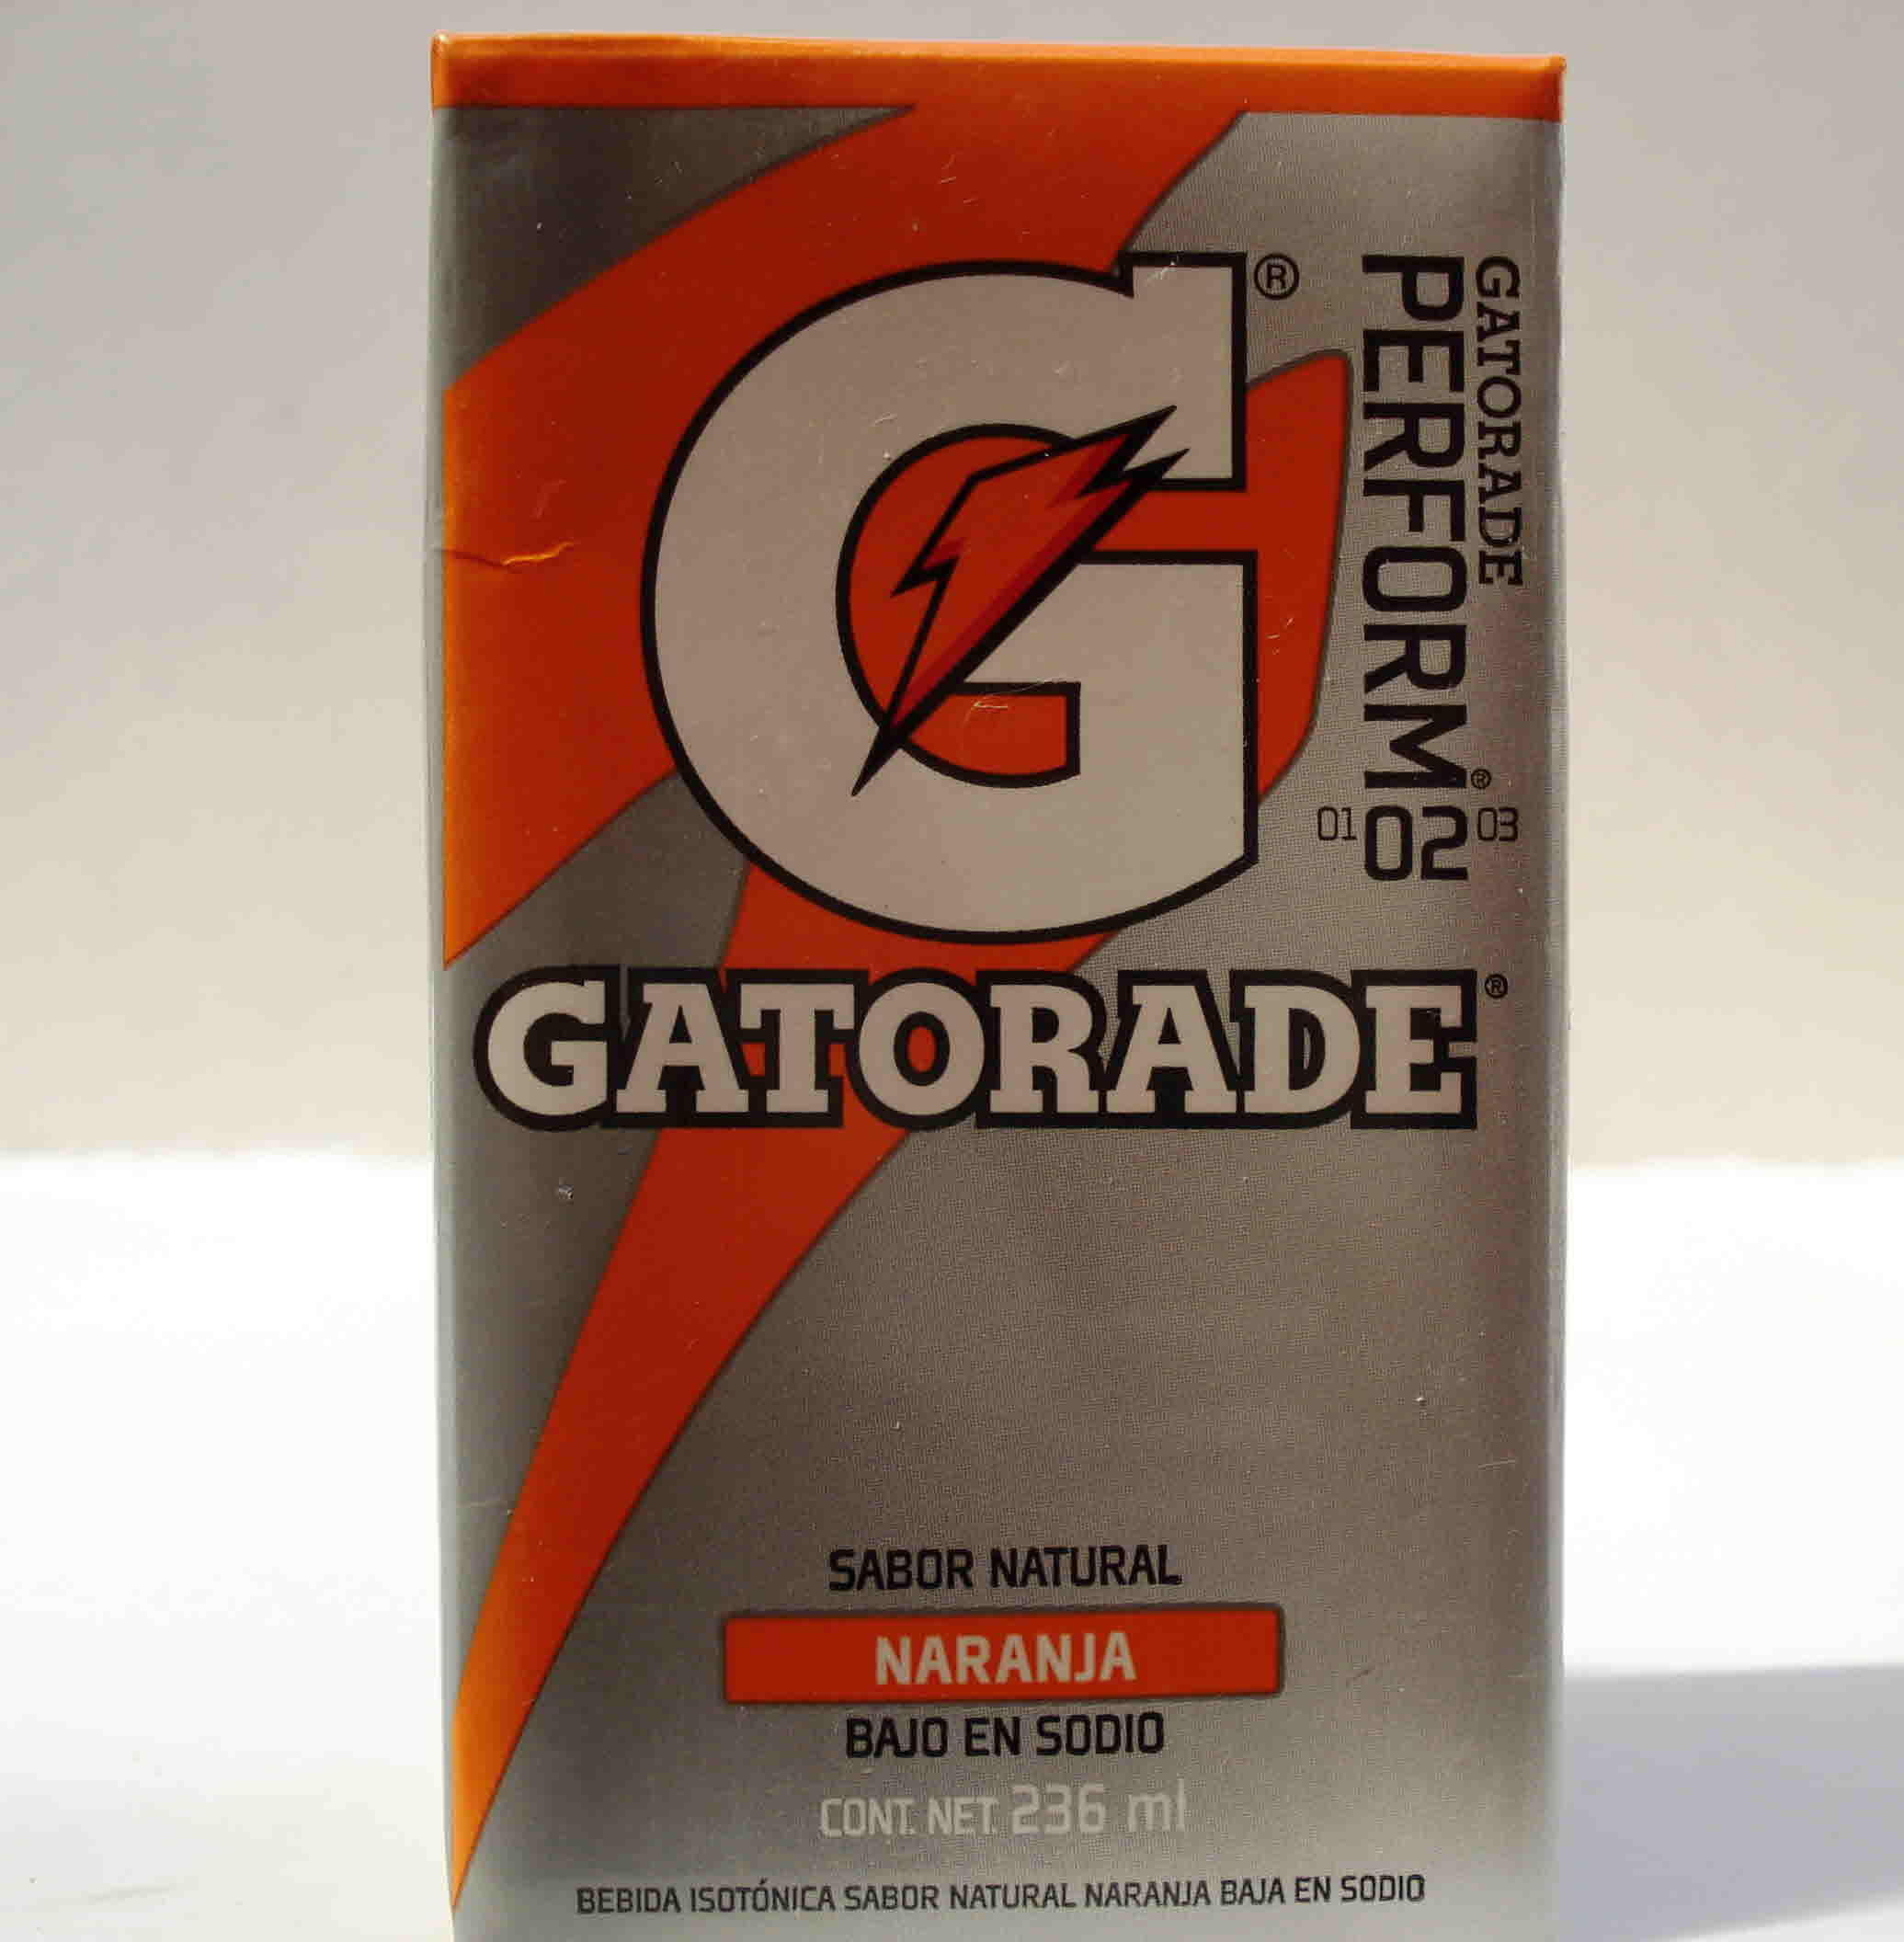 G®
GATORADE
PERFORM®
01 02 03
GATORADE®
SABOR NATURAL
NARANJA
BAJO EN SODIO
CONT. NET. 236 ml
BEBIDA ISOTÓNICA SABOR NATURAL NARANJA BAJA EN SODIO